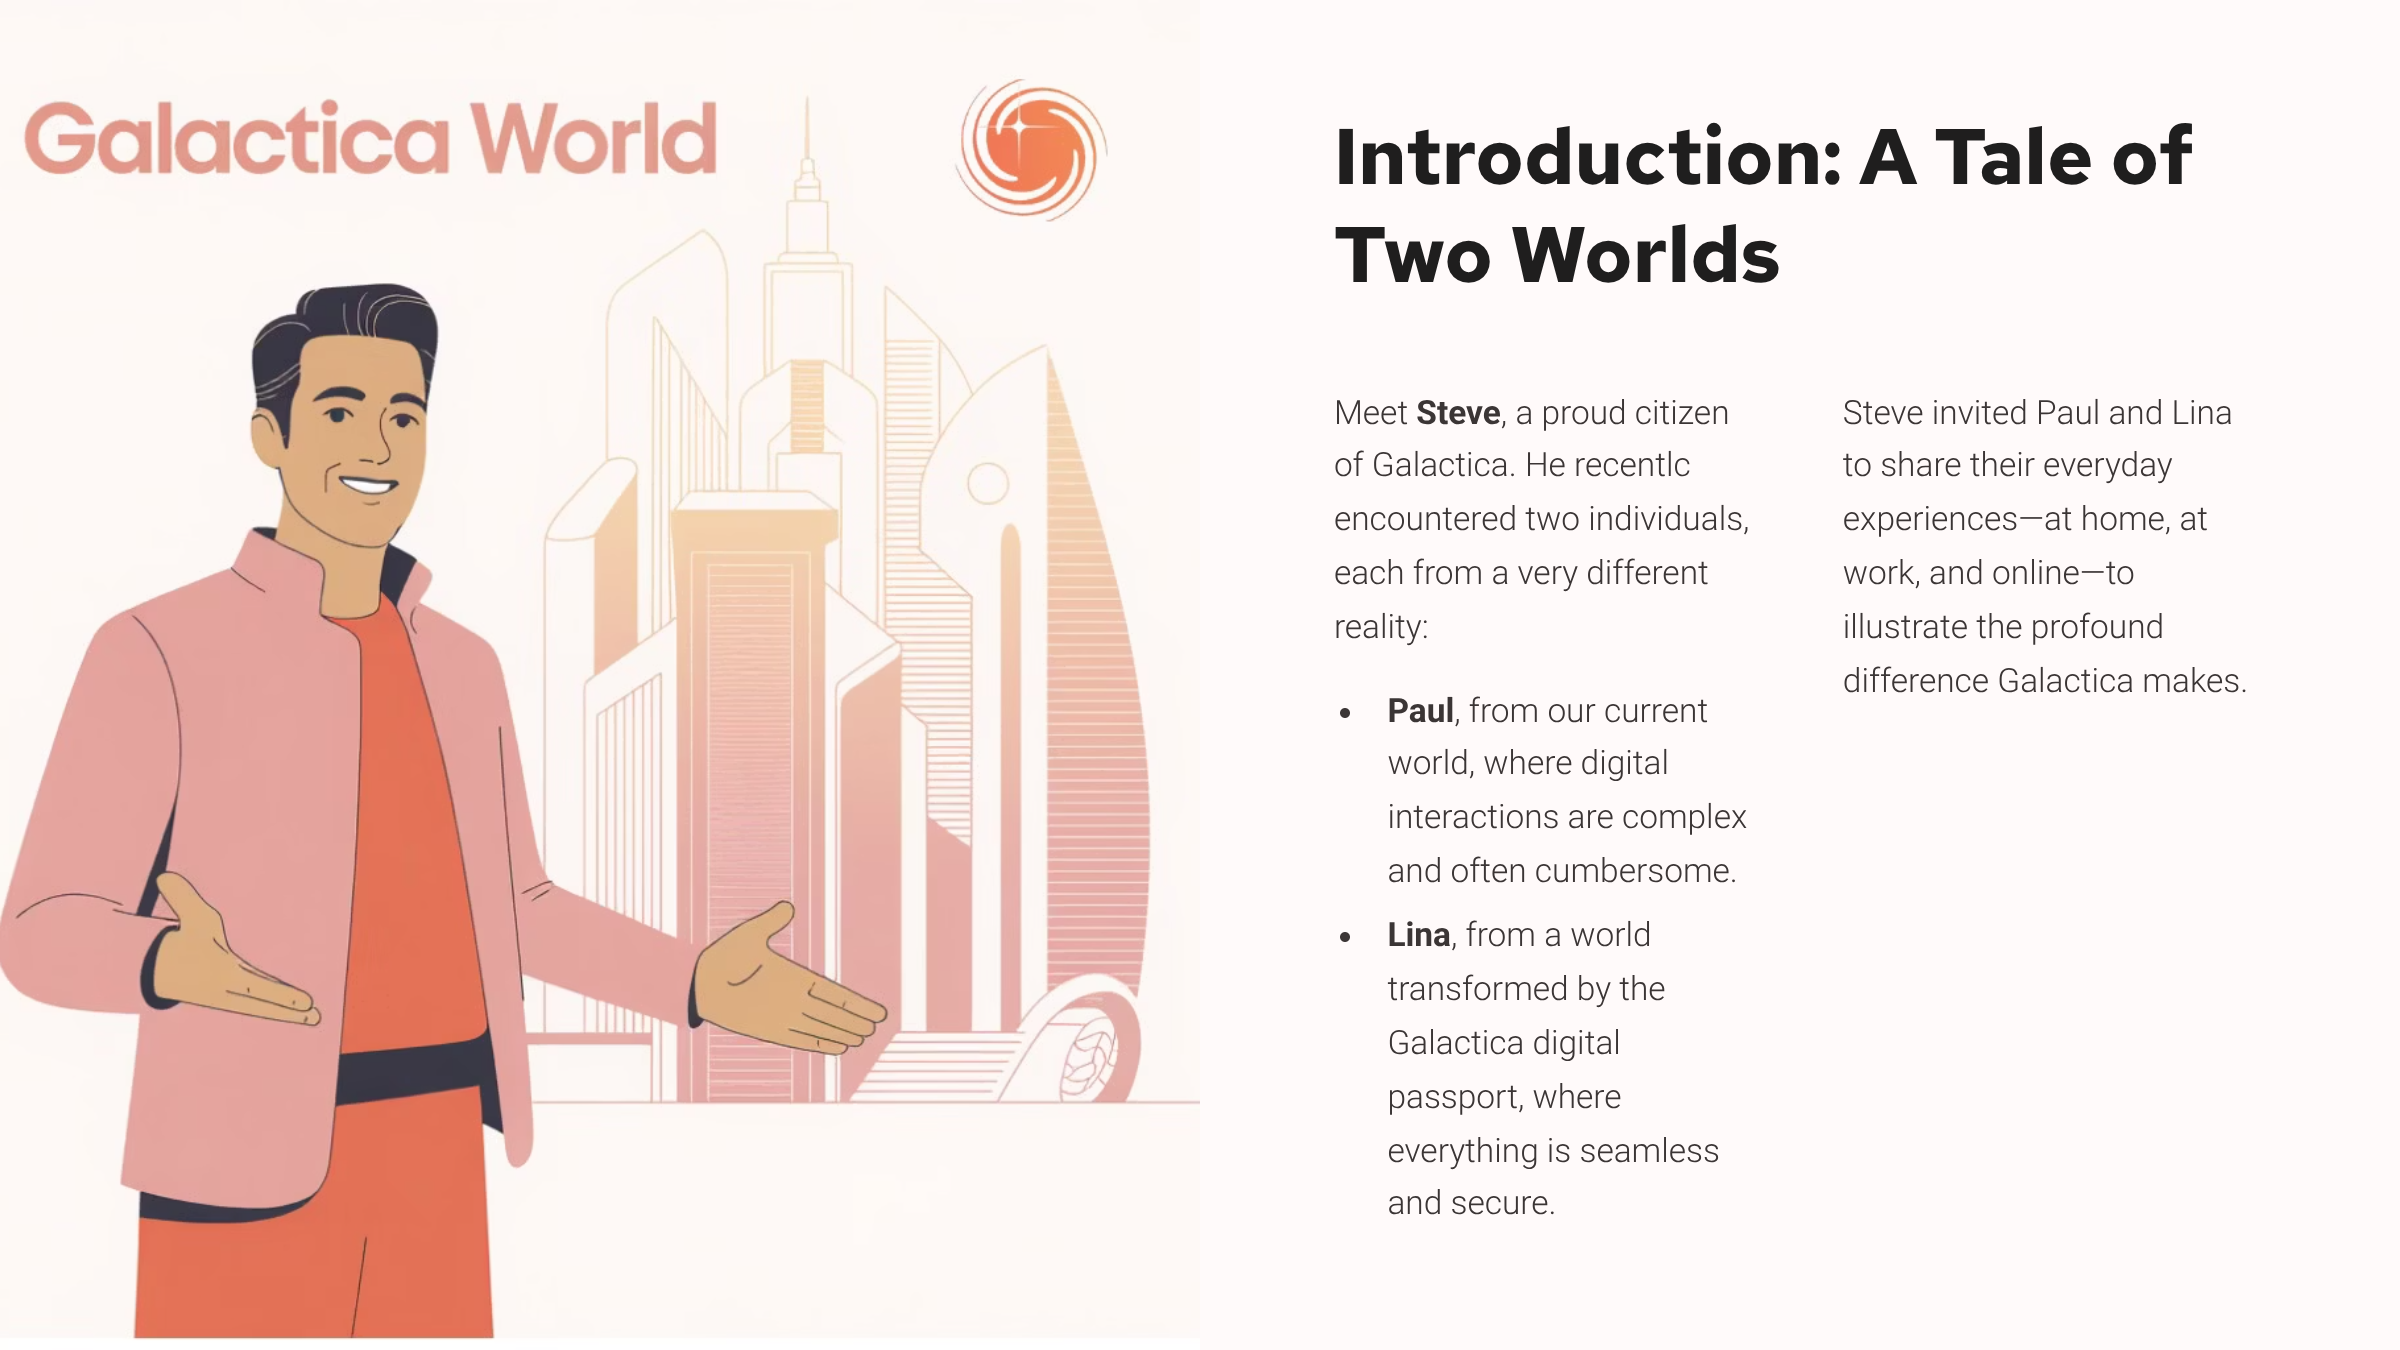 Galactica World
Introduction: A Tale of
Two Worlds
Meet Steve, a proud citizen
of Galactica. He recentlc
encountered two individuals,
each from a very different
reality:
• Paul, from our current
world, where digital
interactions are complex
and often cumbersome.
• Lina, from a world
transformed by the
Galactica digital
passport, where
everything is seamless
and secure.
Steve invited Paul and Lina
to share their everyday
experiences—at home, at
work, and online—to
illustrate the profound
difference Galactica makes.